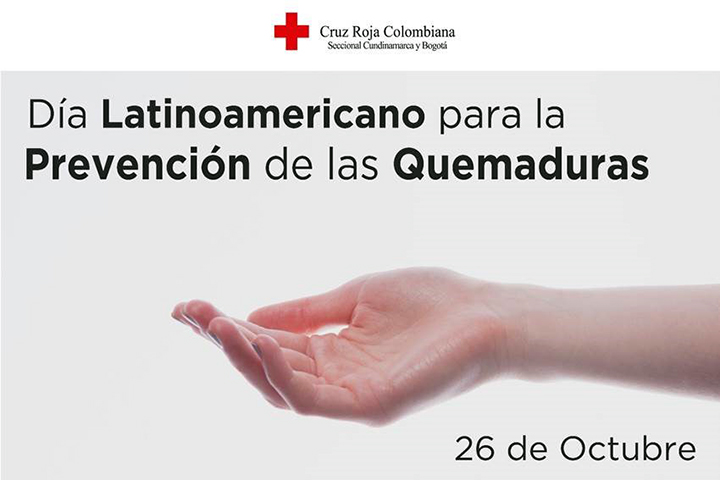 Cruz Roja Colombiana
Seccional Cundinamarca y Bogotá
Día Latinoamericano para la
Prevención de las Quemaduras
26 de Octubre